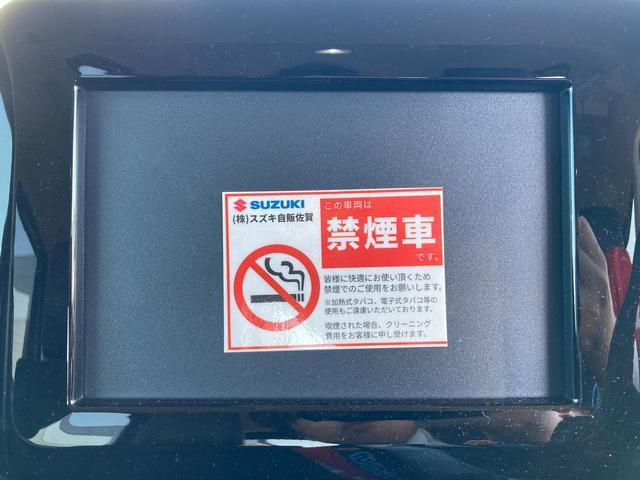 SUZUKI
(株)スズキ自販佐賀
この車両は
禁煙車
です。
皆様に快適にお使い頂くため
禁煙でのご使用をお願いします。
※加熱式タバコ、電子式タバコ等の
使用もご遠慮いただいております。
喫煙された場合、クリーニング
費用をお客様に申し受けます。